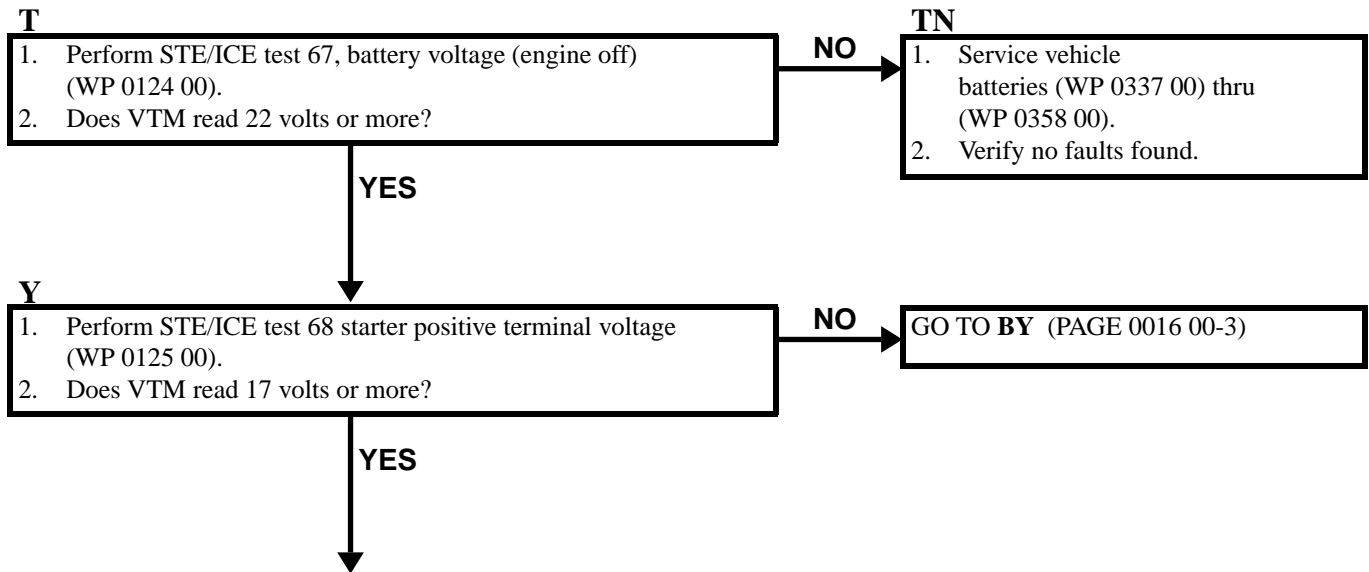 T
1. Perform STE/ICE test 67, battery voltage (engine off)
(WP 0124 00).
2. Does VTM read 22 volts or more?
NO
TN
1. Service vehicle
batteries (WP 0337 00) thru
(WP 0358 00).
2. Verify no faults found.
YES
Y
1. Perform STE/ICE test 68 starter positive terminal voltage
(WP 0125 00).
2. Does VTM read 17 volts or more?
NO
GO TO BY (PAGE 0016 00-3)
YES